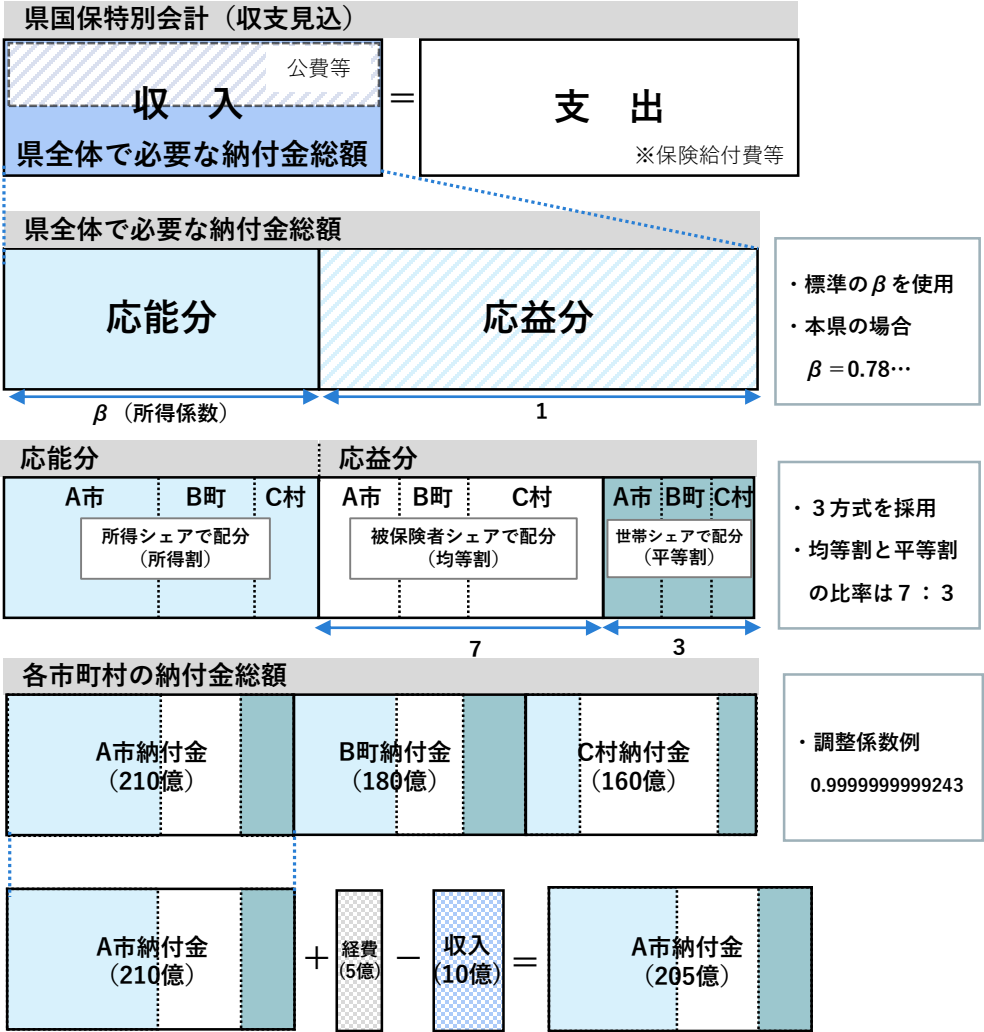 県国保特別会計（収支見込）
公費等
収　入
県全体で必要な納付金総額
＝
支　出
※保険給付費等
県全体で必要な納付金総額
応能分
応益分
β（所得係数）
1
・標準のβを使用
・本県の場合
β＝0.78…
応能分
応益分
A市
B町
C村
A市
B町
C村
A市
B町
C村
所得シェアで配分
（所得割）
被保険者シェアで配分
（均等割）
世帯シェアで配分
（平等割）
7
3
・３方式を採用
・均等割と平等割
の比率は７：３
各市町村の納付金総額
A市納付金
（210億）
B町納付金
（180億）
C村納付金
（160億）
・調整係数例
0.9999999999243
A市納付金
（210億）
＋
経費
(5億)
－
収入
(10億)
＝
A市納付金
（205億）